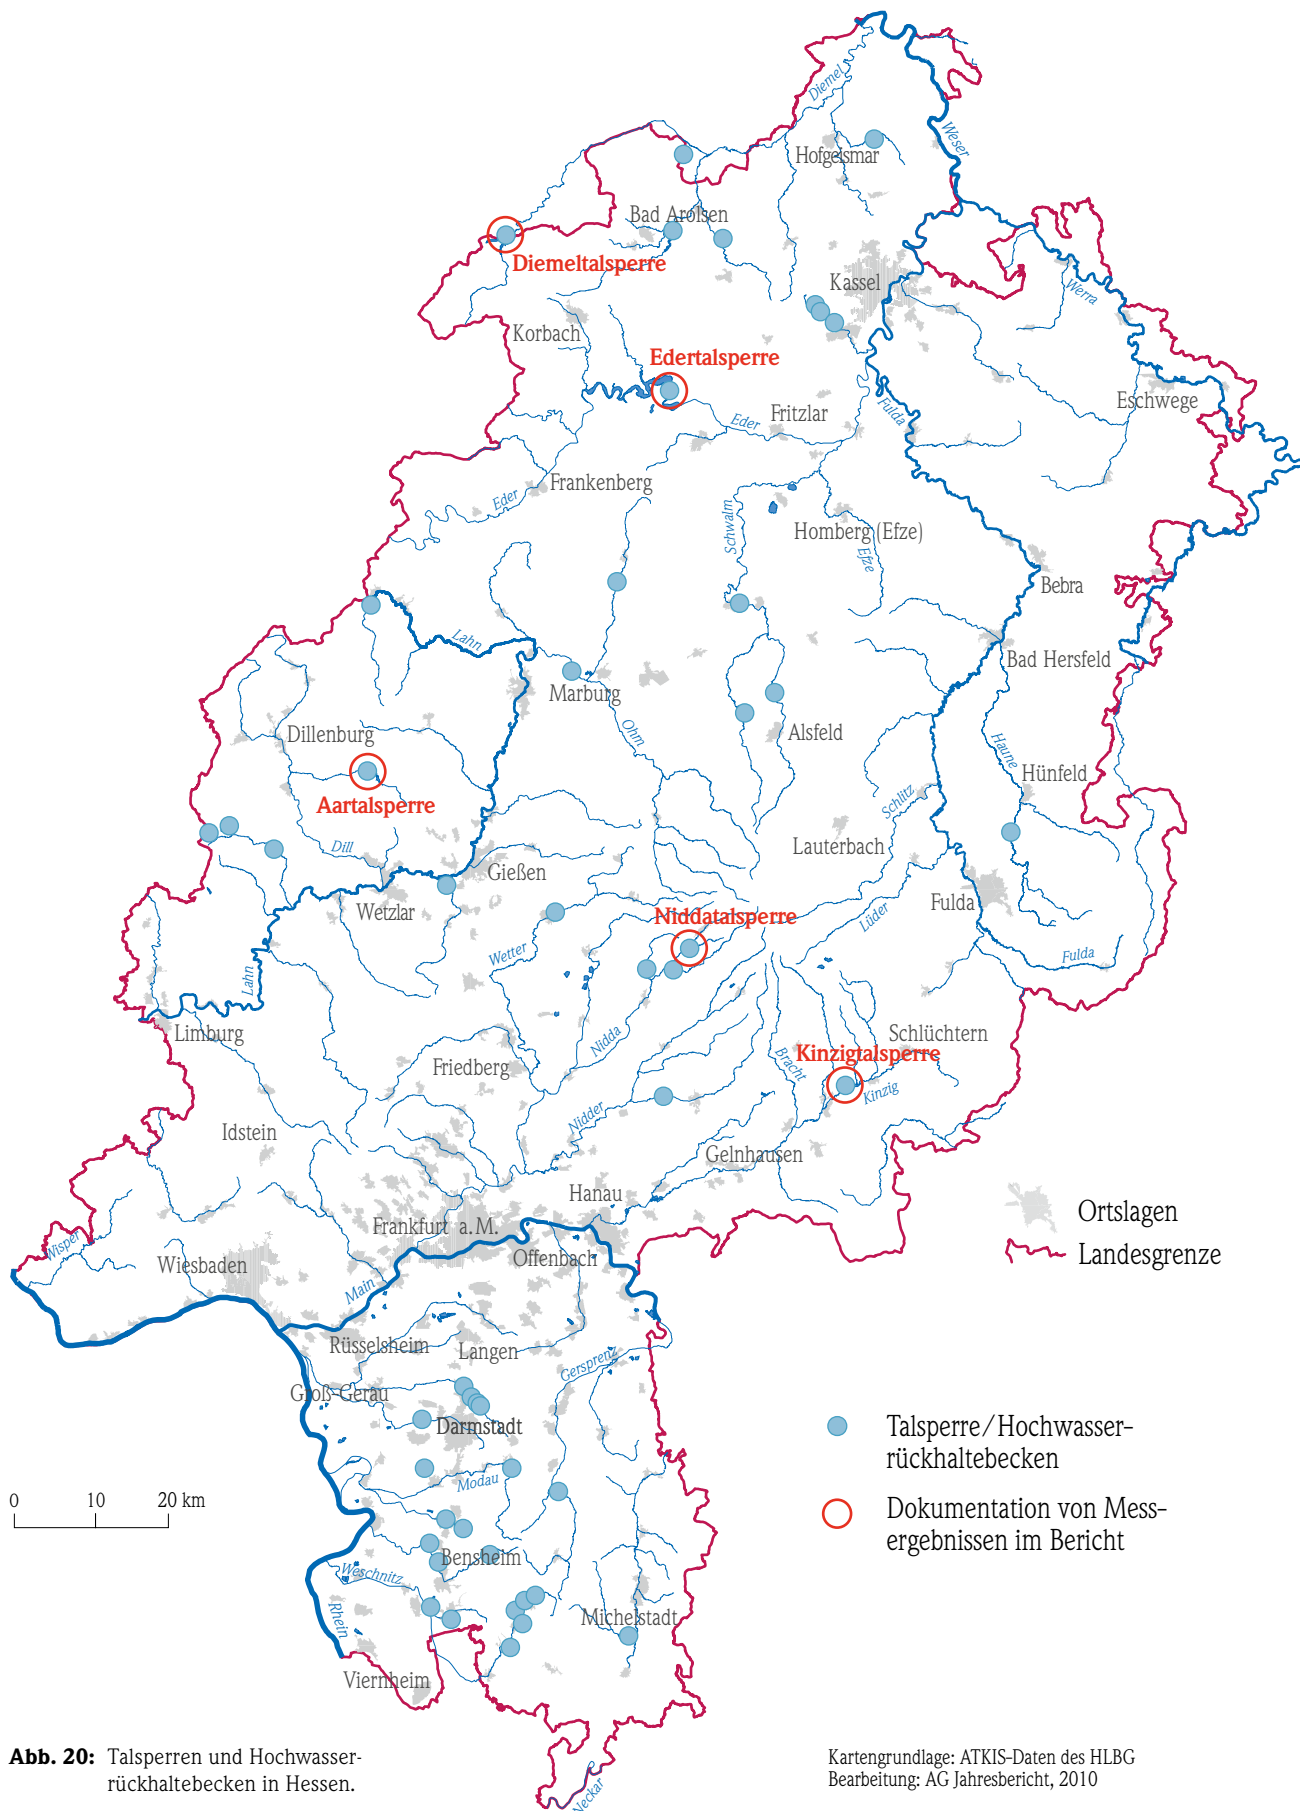 Diemel
Weser
Hofgeismar
Bad Arolsen
Diemeltalsperre
Kassel
Werra
Korbach
Edertalsperre
Eschwege
Eder
Fritzlar
Fulda
Frankenberg
Eder
Schwalm
Homberg (Efze)
Efze
Bebra
Lahn
Bad Hersfeld
Marburg
Ohm
Alsfeld
Dillenburg
Haune
Hünfeld
Aartalsperre
Schlitz
Lauterbach
Dill
Gießen
Wetzlar
Fulda
Niddatalsperre
Lüder
Wetter
Fulda
Lahn
Limburg
Nidda
Schlüchtern
Kinzigtalsperre
Friedberg
Bracht
Kinzig
Nidder
Idstein
Gelnhausen
Hanau
Ortslagen
Frankfurt a.M.
Landesgrenze
Wisper
Wiesbaden
Offenbach
Main
Rüsselsheim
Langen
Gersprenz
Groß-Gerau
Darmstadt
Talsperre/Hochwasser-
rückhaltebecken
Modau
0 10 20 km
Dokumentation von Mess-
ergebnissen im Bericht
Bensheim
Weschnitz
Rhein
Michelstadt
Viernheim
Abb. 20: Talsperren und Hochwasser-
rückhaltebecken in Hessen.
Kartengrundlage: ATKIS-Daten des HLBG
Bearbeitung: AG Jahresbericht, 2010
Neckar